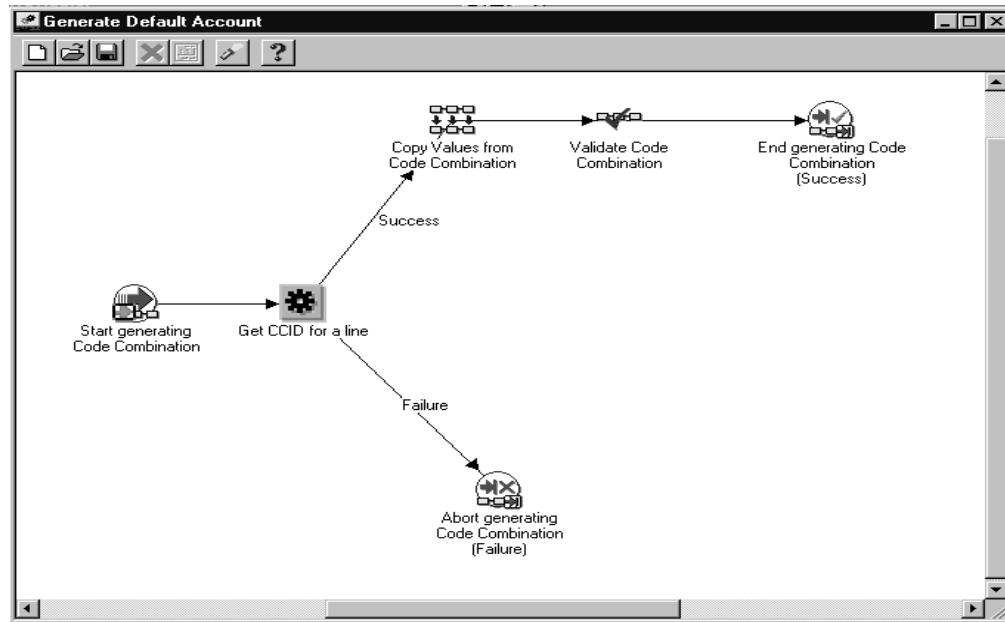 Generate Default Account
?
Copy Values from
Code Combination
Validate Code
Combination
End generating Code
Combination
(Success)
Success
Start generating
Code Combination
Get CCID for a line
Failure
Abort generating
Code Combination
(Failure)